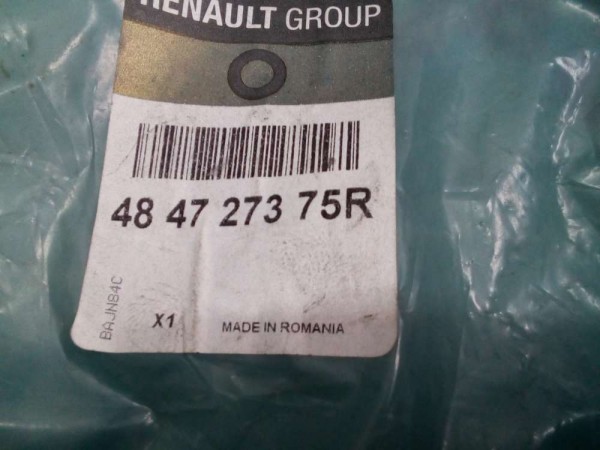 RENAULT GROUP
48 47 273 75R
BAJN84C
X1
MADE IN ROMANIA